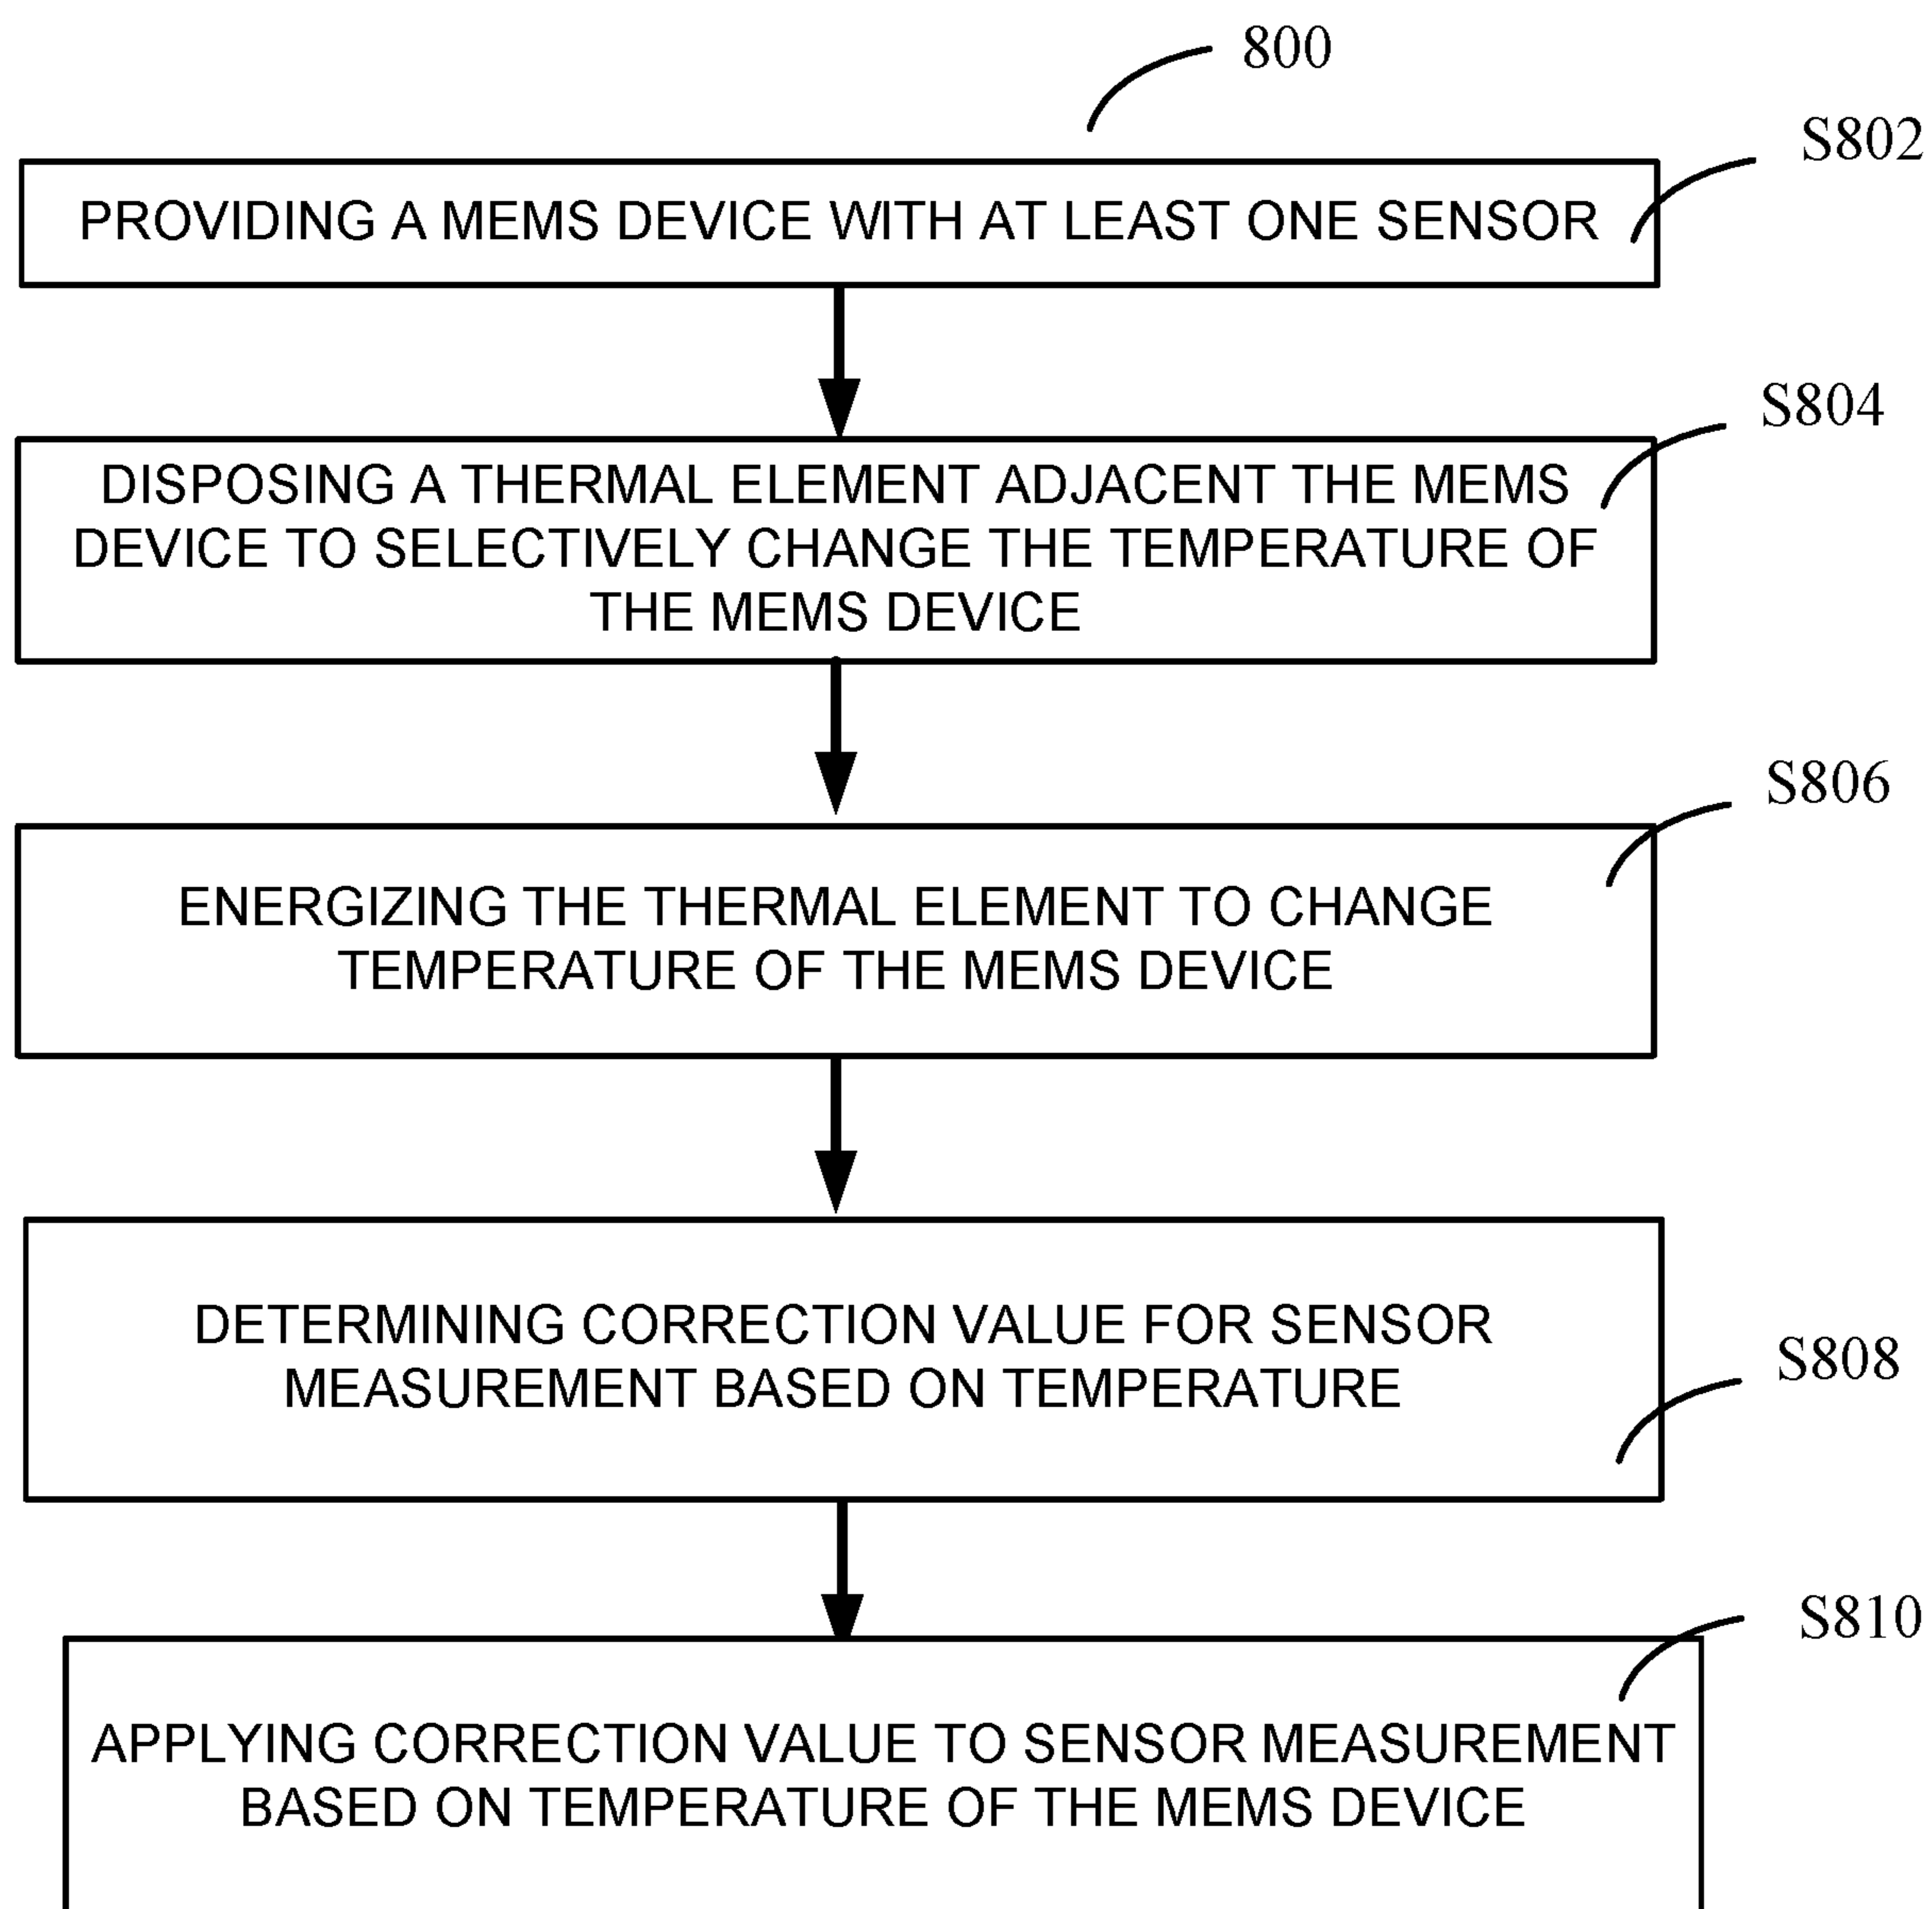 800
S802
PROVIDING A MEMS DEVICE WITH AT LEAST ONE SENSOR
S804
DISPOSING A THERMAL ELEMENT ADJACENT THE MEMS
DEVICE TO SELECTIVELY CHANGE THE TEMPERATURE OF
THE MEMS DEVICE
S806
ENERGIZING THE THERMAL ELEMENT TO CHANGE
TEMPERATURE OF THE MEMS DEVICE
DETERMINING CORRECTION VALUE FOR SENSOR
MEASUREMENT BASED ON TEMPERATURE
S808
S810
APPLYING CORRECTION VALUE TO SENSOR MEASUREMENT
BASED ON TEMPERATURE OF THE MEMS DEVICE